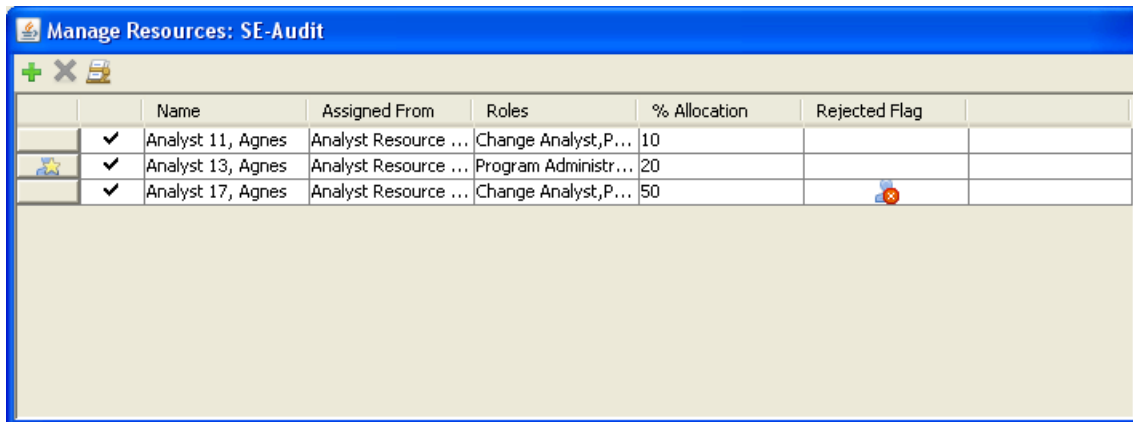 Manage Resources: SE-Audit
Name Assigned From Roles % Allocation Rejected Flag
Analyst 11, Agnes Analyst Resource ... Change Analyst,P... 10
Analyst 13, Agnes Analyst Resource ... Program Administr... 20
Analyst 17, Agnes Analyst Resource ... Change Analyst,P... 50